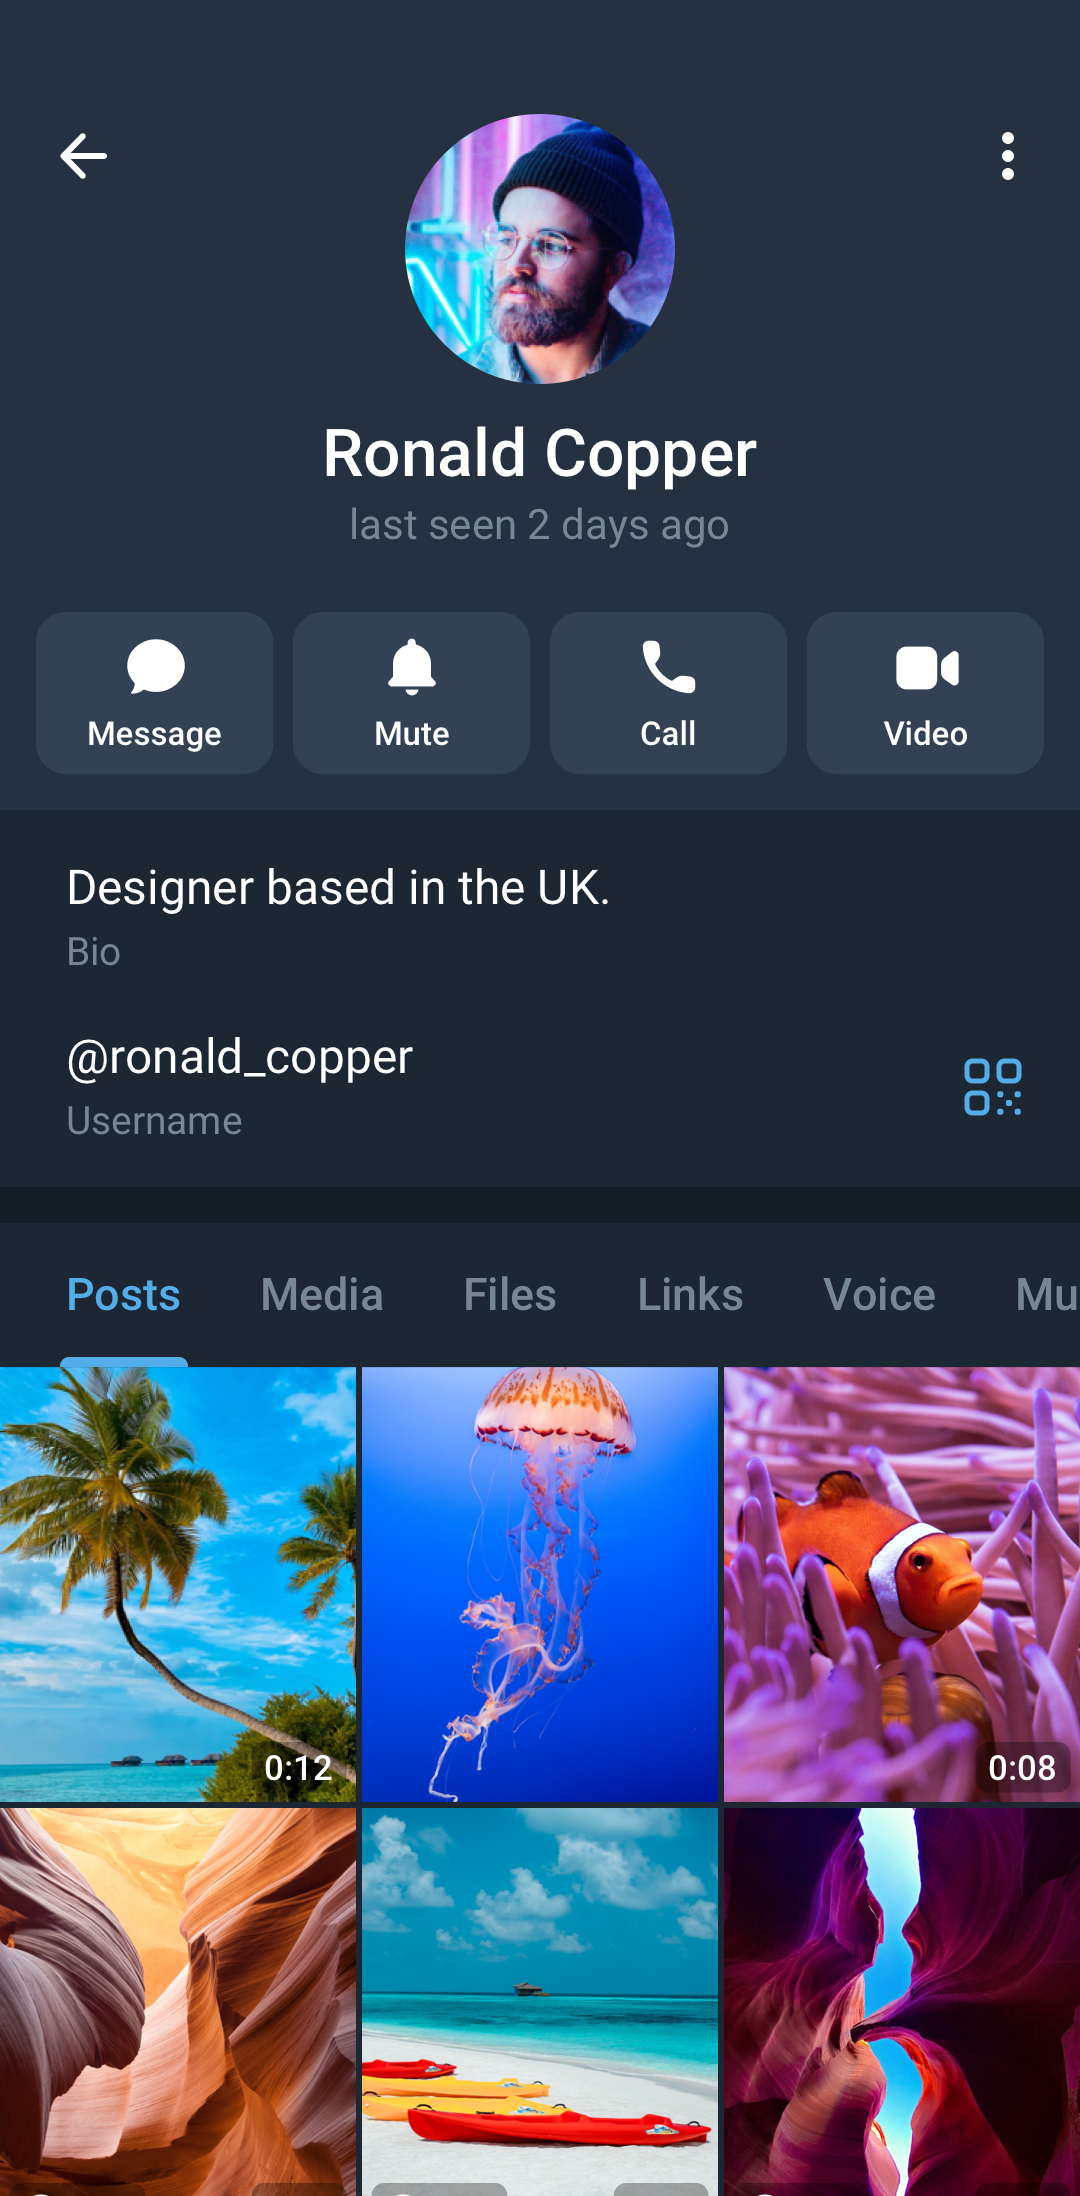 Ronald Copper
last seen 2 days ago
Message
Mute
Call
Video
Designer based in the UK.
Bio
@ronald_copper
Username
Posts
Media
Files
Links
Voice
Mu
0:12
0:08